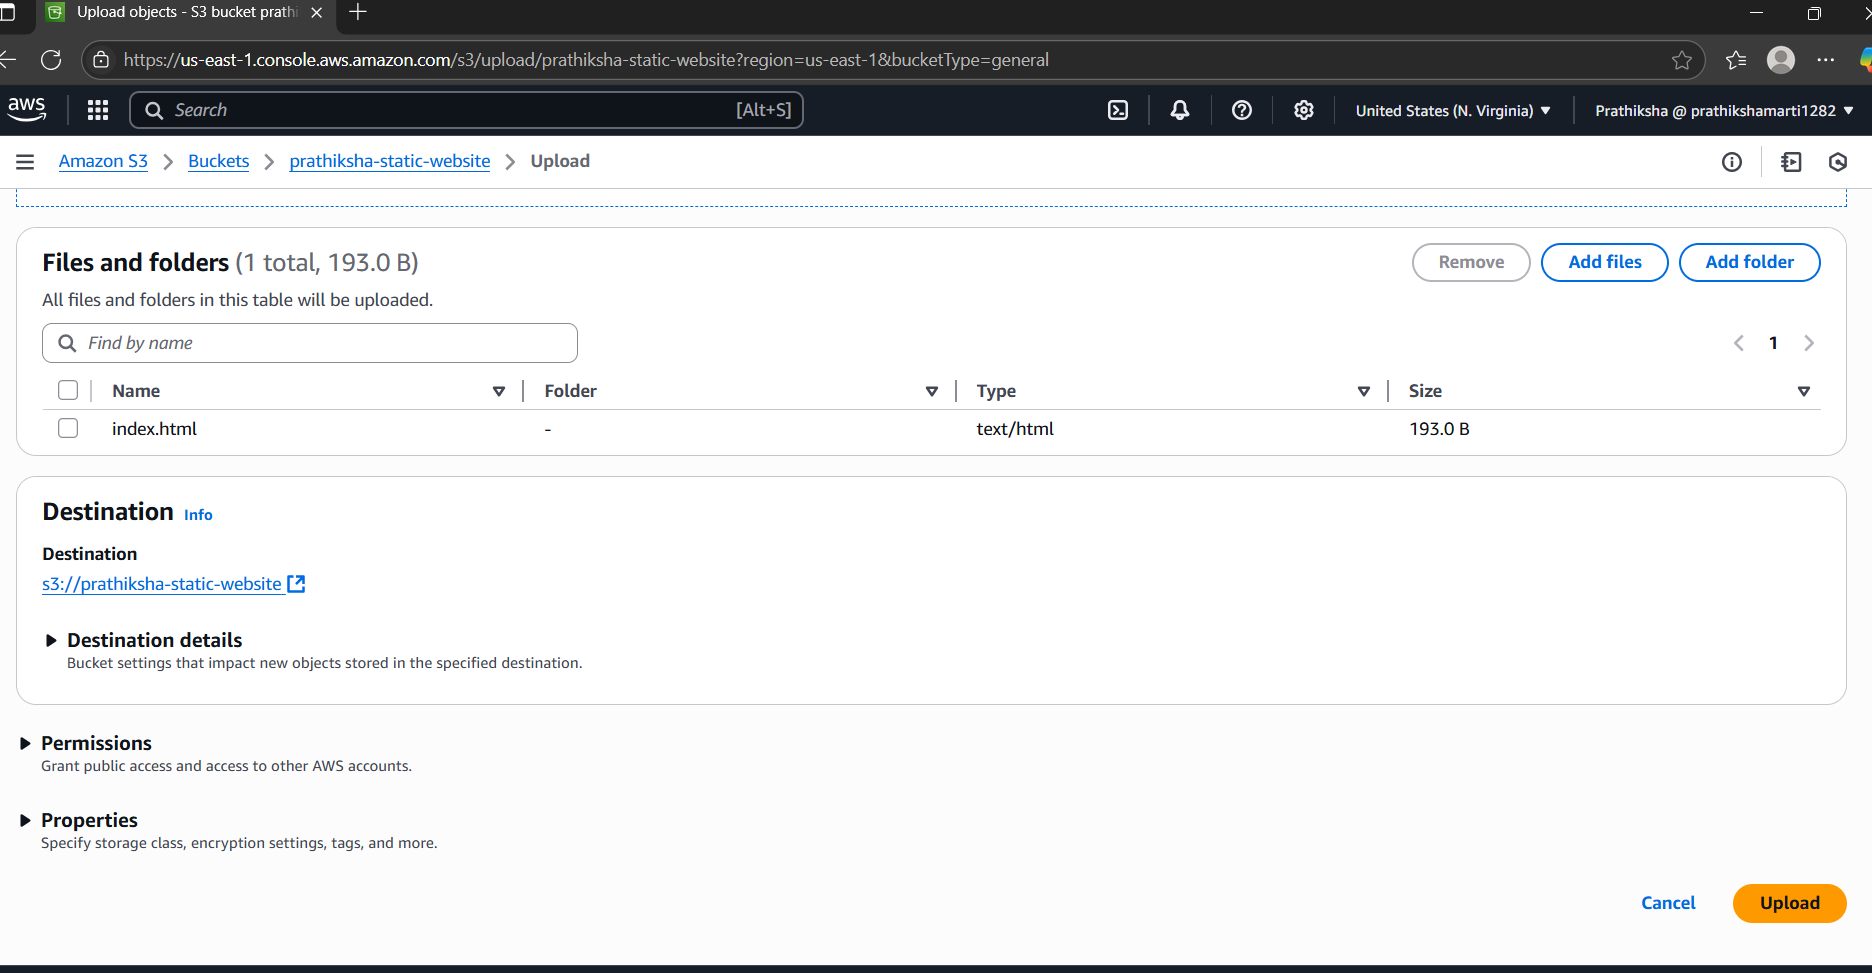 Upload objects - S3 bucket prathi
https://us-east-1.console.aws.amazon.com/s3/upload/prathiksha-static-website?region=us-east-1&bucketType=general
aws
Search [Alt+S]
United States (N. Virginia)
Prathiksha @ prathikshamarti1282
Amazon S3 > Buckets > prathiksha-static-website > Upload
Files and folders (1 total, 193.0 B)
Remove
Add files
Add folder
All files and folders in this table will be uploaded.
Find by name
1
Name Folder Type Size
index.html - text/html 193.0 B
Destination Info
Destination
s3://prathiksha-static-website
Destination details
Bucket settings that impact new objects stored in the specified destination.
Permissions
Grant public access and access to other AWS accounts.
Properties
Specify storage class, encryption settings, tags, and more.
Cancel
Upload